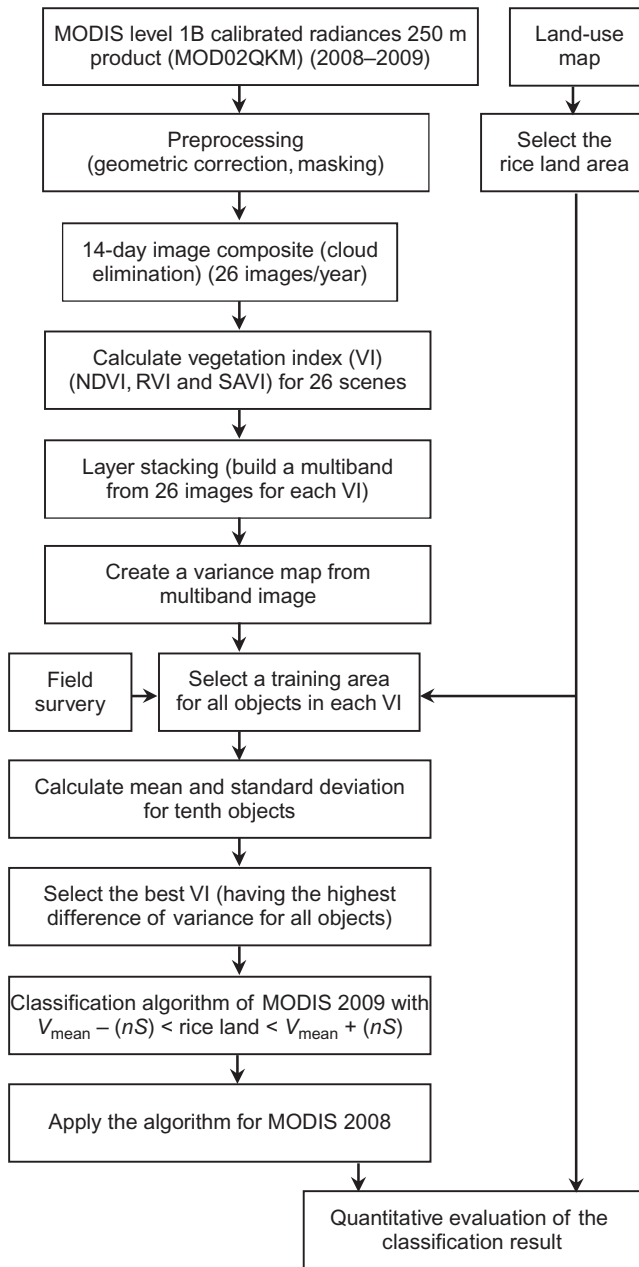 MODIS level 1B calibrated radiances 250 m
product (MOD02QKM) (2008–2009)
Land-use
map
Preprocessing
(geometric correction, masking)
Select the
rice land area
14-day image composite (cloud
elimination) (26 images/year)
Calculate vegetation index (VI)
(NDVI, RVI and SAVI) for 26 scenes
Layer stacking (build a multiband
from 26 images for each VI)
Create a variance map from
multiband image
Field
survery
Select a training area
for all objects in each VI
Calculate mean and standard deviation
for tenth objects
Select the best VI (having the highest
difference of variance for all objects)
Classification algorithm of MODIS 2009 with
Vmean – (nS) < rice land < Vmean + (nS)
Apply the algorithm for MODIS 2008
Quantitative evaluation of the
classification result